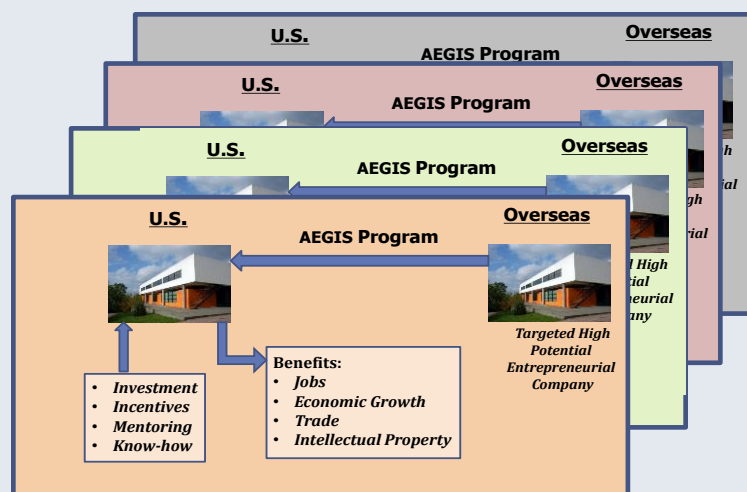 U.S.
Overseas
AEGIS Program
U.S.
Overseas
AEGIS Program
U.S.
Overseas
AEGIS Program
U.S.
Overseas
AEGIS Program
Targeted High
Potential
Entrepreneurial
Company
• Investment
• Incentives
• Mentoring
• Know-how
Benefits:
• Jobs
• Economic Growth
• Trade
• Intellectual Property